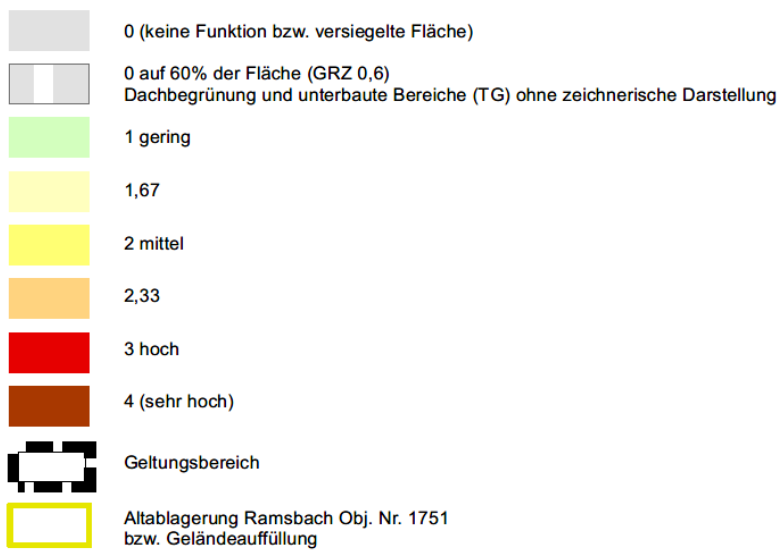 0 (keine Funktion bzw. versiegelte Fläche)
0 auf 60% der Fläche (GRZ 0,6)
Dachbegrünung und unterbaute Bereiche (TG) ohne zeichnerische Darstellung
1 gering
1,67
2 mittel
2,33
3 hoch
4 (sehr hoch)
Geltungsbereich
Altablagerung Ramsbach Obj. Nr. 1751
bzw. Geländeauffüllung